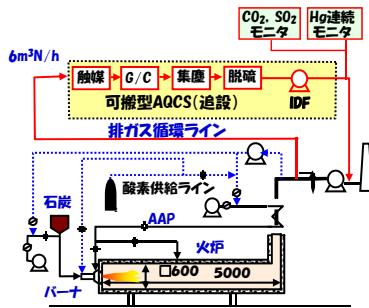 CO2, SO2
モニタ
Hg連続
モニタ
6m³N/h
触媒
G/C
集塵
脱硫
可搬型AQCS(追設)
IDF
排ガス循環ライン
石炭
酸素供給ライン
AAP
火炉
□600
5000
バーナ